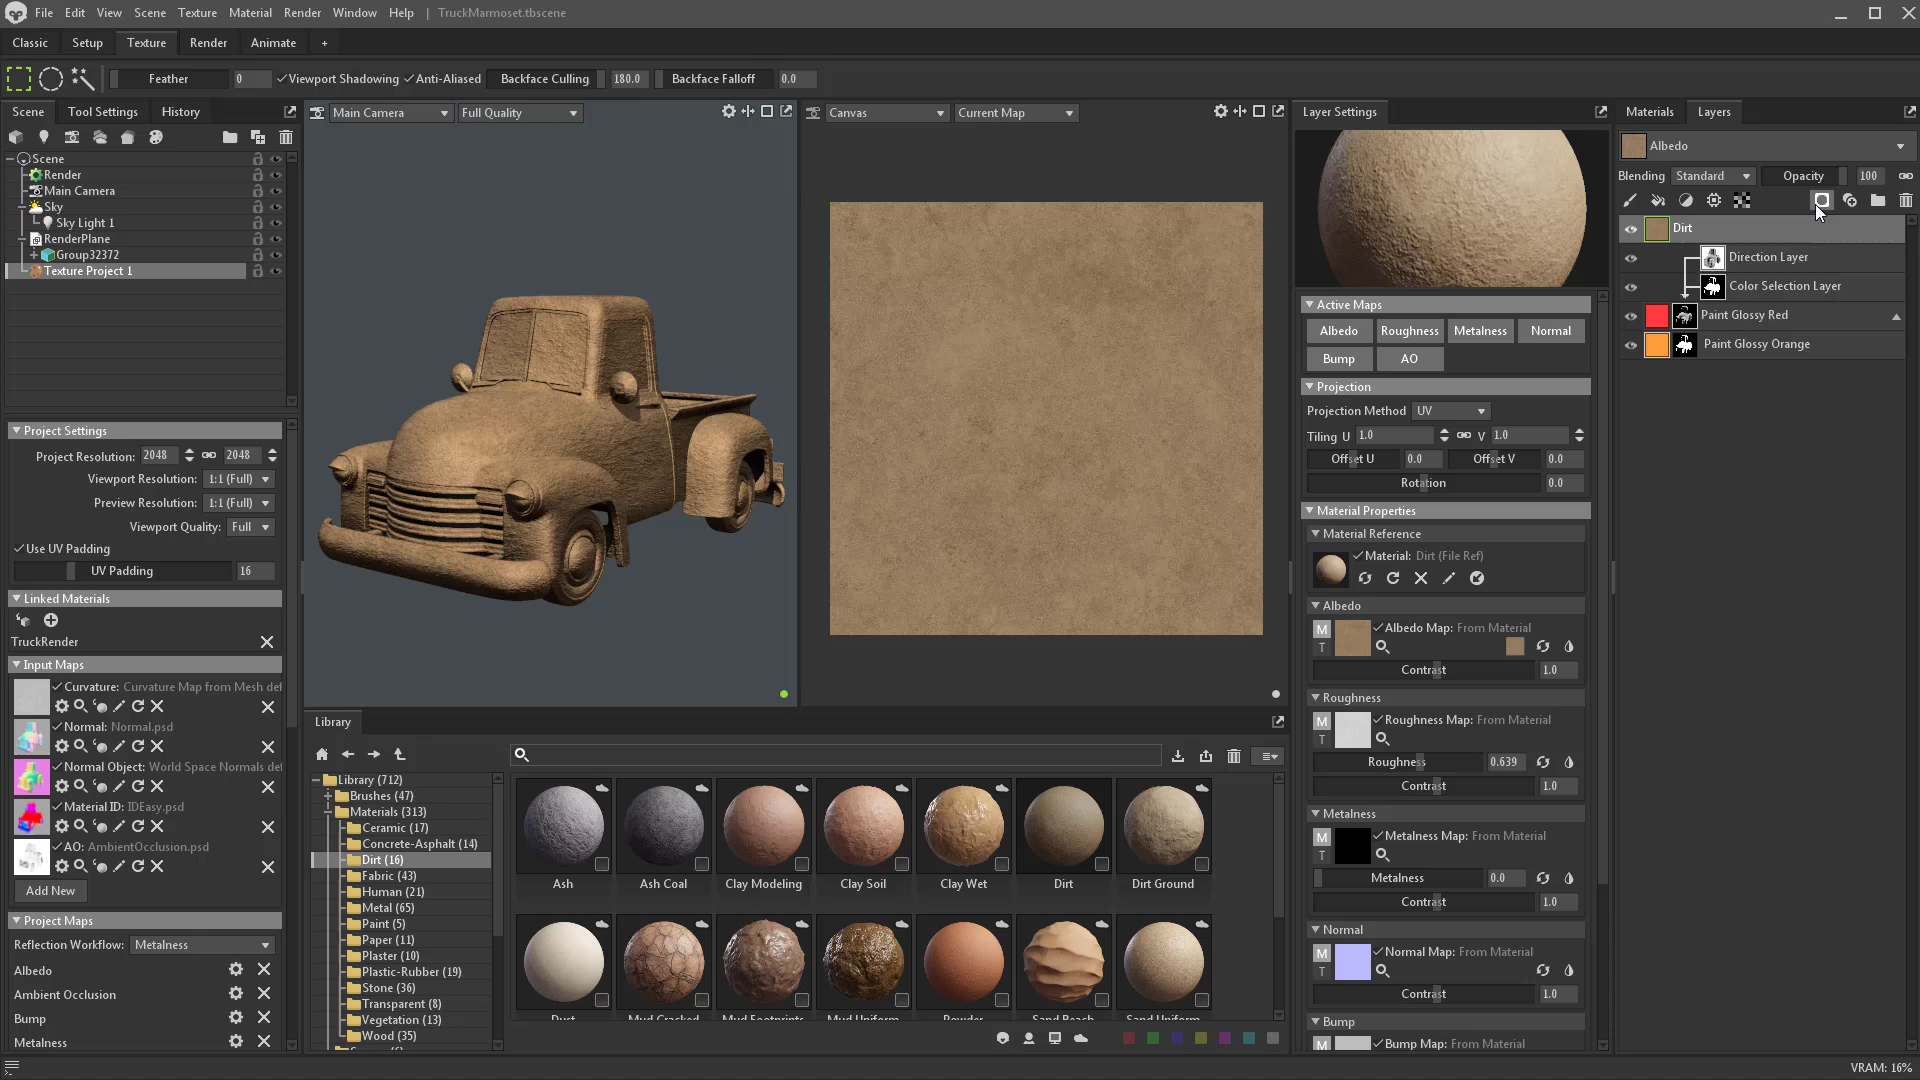 File Edit View Scene Texture Material Render Window Help | TruckMarmoset.tbscene
Classic Setup Texture Render Animate +
Feather 0 Viewport Shadowing Anti-Aliased Backface Culling 180.0 Backface Falloff 0.0
Scene Tool Settings History
Scene
Render
Main Camera
Sky
Sky Light 1
RenderPlane
Group32372
Texture Project 1
Project Settings
Project Resolution: 2048 2048
Viewport Resolution: 1:1 (Full)
Preview Resolution: 1:1 (Full)
Viewport Quality: Full
Use UV Padding
UV Padding 16
Linked Materials
TruckRender
Input Maps
Curvature: Curvature Map from Mesh def
Normal: Normal.psd
Normal Object: World Space Normals def
Material ID: IDEasy.psd
AO: AmbientOcclusion.psd
Add New
Project Maps
Reflection Workflow: Metalness
Albedo
Ambient Occlusion
Bump
Metalness
Main Camera Full Quality
Canvas Current Map
Library
Library (712)
Brushes (47)
Materials (313)
Ceramic (17)
Concrete-Asphalt (14)
Dirt (16)
Fabric (43)
Human (21)
Metal (65)
Paint (5)
Paper (11)
Plaster (10)
Plastic-Rubber (19)
Stone (36)
Transparent (8)
Vegetation (13)
Wood (35)
Ash Ash Coal Clay Modeling Clay Soil Clay Wet Dirt Dirt Ground
Dust Mud Cracked Mud Footprints Mud Uniform Powder Sand Beach Sand Uniform
Layer Settings
Active Maps
Albedo Roughness Metalness Normal
Bump AO
Projection
Projection Method UV
Tiling U 1.0 V 1.0
Offset U 0.0 Offset V 0.0
Rotation 0.0
Material Properties
Material Reference
Material: Dirt (File Ref)
Albedo
M Albedo Map: From Material
T
Contrast 1.0
Roughness
M Roughness Map: From Material
T
Roughness 0.639
Contrast 1.0
Metalness
M Metalness Map: From Material
T
Metalness 0.0
Contrast 1.0
Normal
M Normal Map: From Material
T
Contrast 1.0
Bump
M Bump Map: From Material
Materials Layers
Albedo
Blending Standard Opacity 100
Dirt
Direction Layer
Color Selection Layer
Paint Glossy Red
Paint Glossy Orange
VRAM: 16%